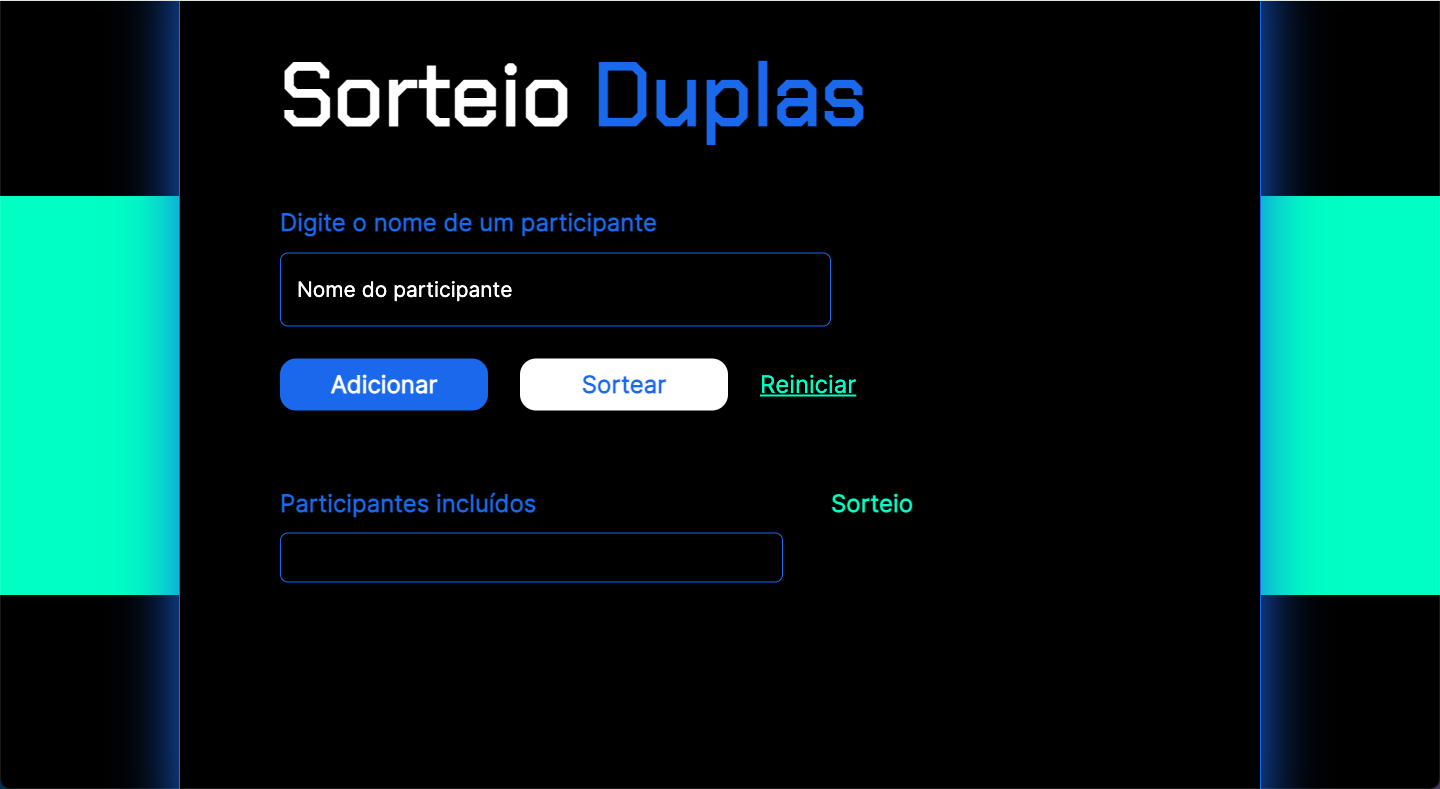 Sorteio Duplas
Digite o nome de um participante
Nome do participante
Adicionar Sortear Reiniciar
Participantes incluídos Sorteio